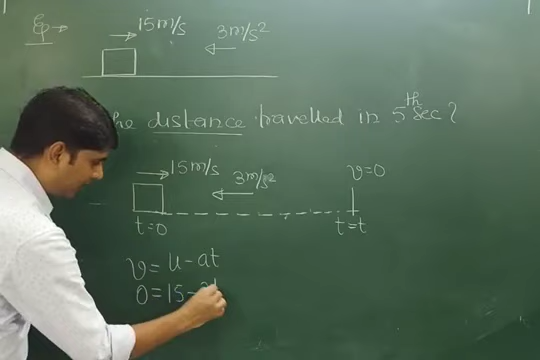 Eg →
15m/s
3m/s²
the distance travelled in 5th sec?
15m/s
3m/s²
v=0
t=0
t=t
v = u - at
0 = 15 -